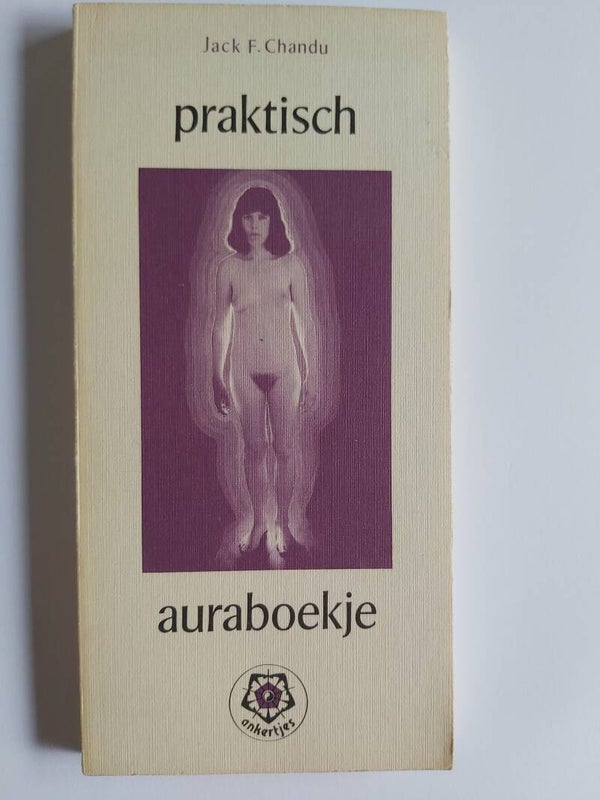 Jack F. Chandu
praktisch
auraboekje
ankertjes